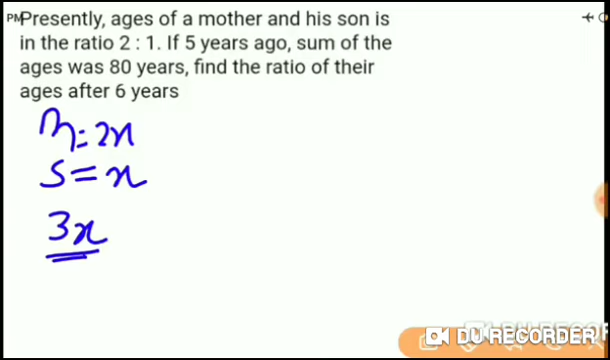 PM
Presently, ages of a mother and his son is
in the ratio 2 : 1. If 5 years ago, sum of the
ages was 80 years, find the ratio of their
ages after 6 years
M = 2x
S = x
3x
DU RECORDER